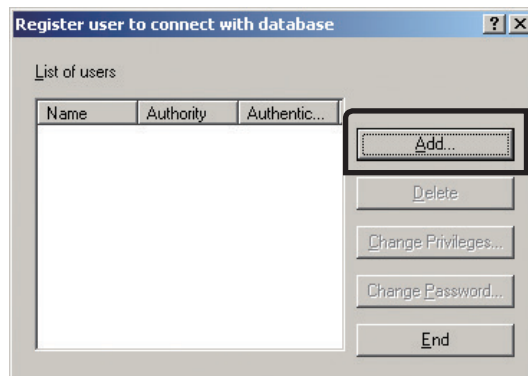 Register user to connect with database
List of users
Name Authority Authentic...
Add...
Delete
Change Privileges...
Change Password...
End